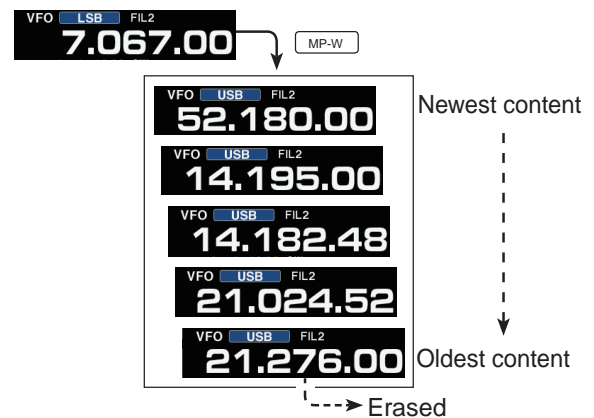 VFO LSB FIL2
7.067.00
MP-W
VFO USB FIL2
52.180.00
Newest content
VFO USB FIL2
14.195.00
VFO USB FIL2
14.182.48
VFO USB FIL2
21.024.52
VFO USB FIL2
21.276.00
Oldest content
Erased